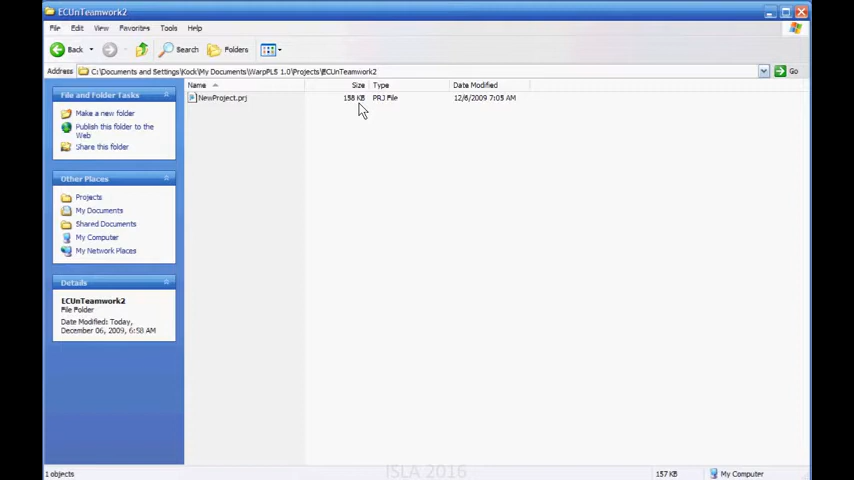 ECUnTeamwork2
File Edit View Favorites Tools Help
Back Search Folders
Address C:\Documents and Settings\Kock\My Documents\WarpPLS 1.0\Projects\ECUnTeamwork2 Go
Name Size Type Date Modified
NewProject.prj 158 KB PRJ File 12/6/2009 7:05 AM
File and Folder Tasks
Make a new folder
Publish this folder to the
Web
Share this folder
Other Places
Projects
My Documents
Shared Documents
My Computer
My Network Places
Details
ECUnTeamwork2
File Folder
Date Modified: Today,
December 06, 2009, 6:58 AM
1 objects 157 KB My Computer
ISLA 2016